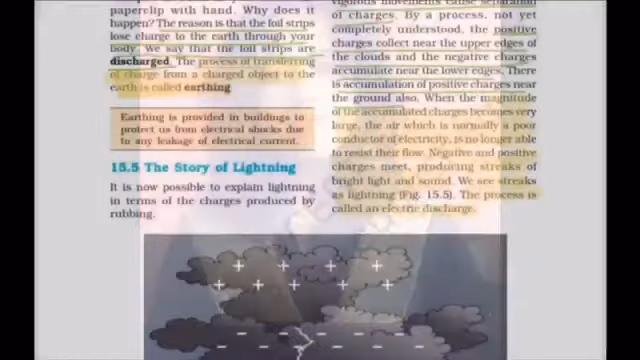 paperclip with hand. Why does it
happen? The reason is that the foil strips
lose charge to the earth through your
body. We say that the foil strips are
discharged. The process of transferring
of charge from a charged object to the
earth is called earthing.
Earthing is provided in buildings to
protect us from electrical shocks due
to any leakage of electrical current.
15.5 The Story of Lightning
It is now possible to explain lightning
in terms of the charges produced by
rubbing.
vigorous movements cause separation
of charges. By a process, not yet
completely understood, the positive
charges collect near the upper edges of
the clouds and the negative charges
accumulate near the lower edges. There
is accumulation of positive charges near
the ground also. When the magnitude
of the accumulated charges becomes very
large, the air which is normally a poor
conductor of electricity, is no longer able
to resist their flow. Negative and positive
charges meet, producing streaks of
bright light and sound. We see streaks
as lightning (Fig. 15.5). The process is
called an electric discharge.
+ + + +
+ + + + +
− − − − −
− − − − − −